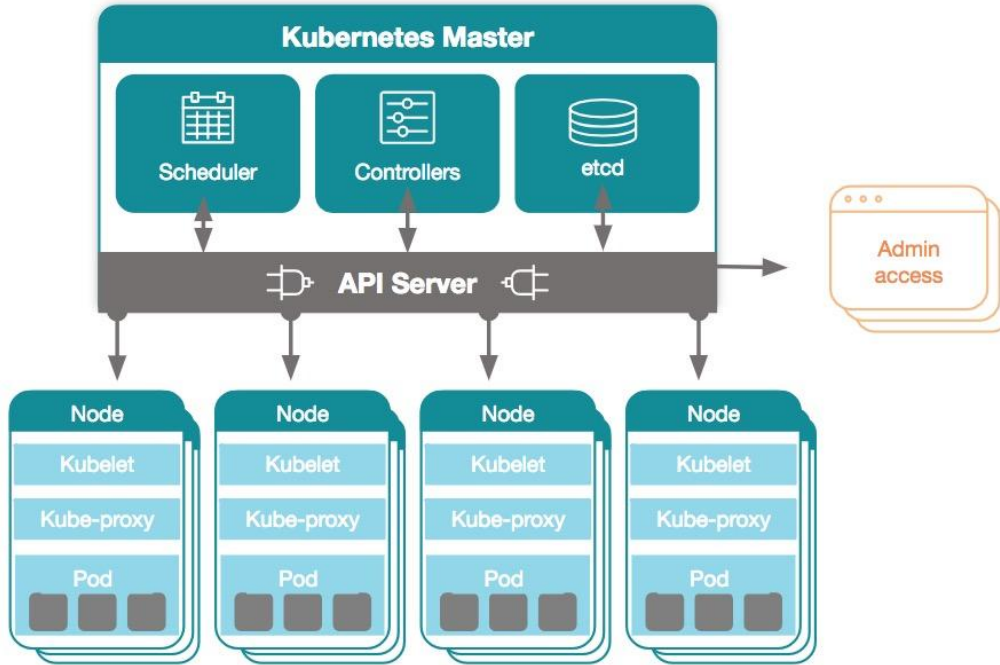 Kubernetes Master
Scheduler
Controllers
etcd
API Server
Admin
access
Node
Kubelet
Kube-proxy
Pod
Node
Kubelet
Kube-proxy
Pod
Node
Kubelet
Kube-proxy
Pod
Node
Kubelet
Kube-proxy
Pod